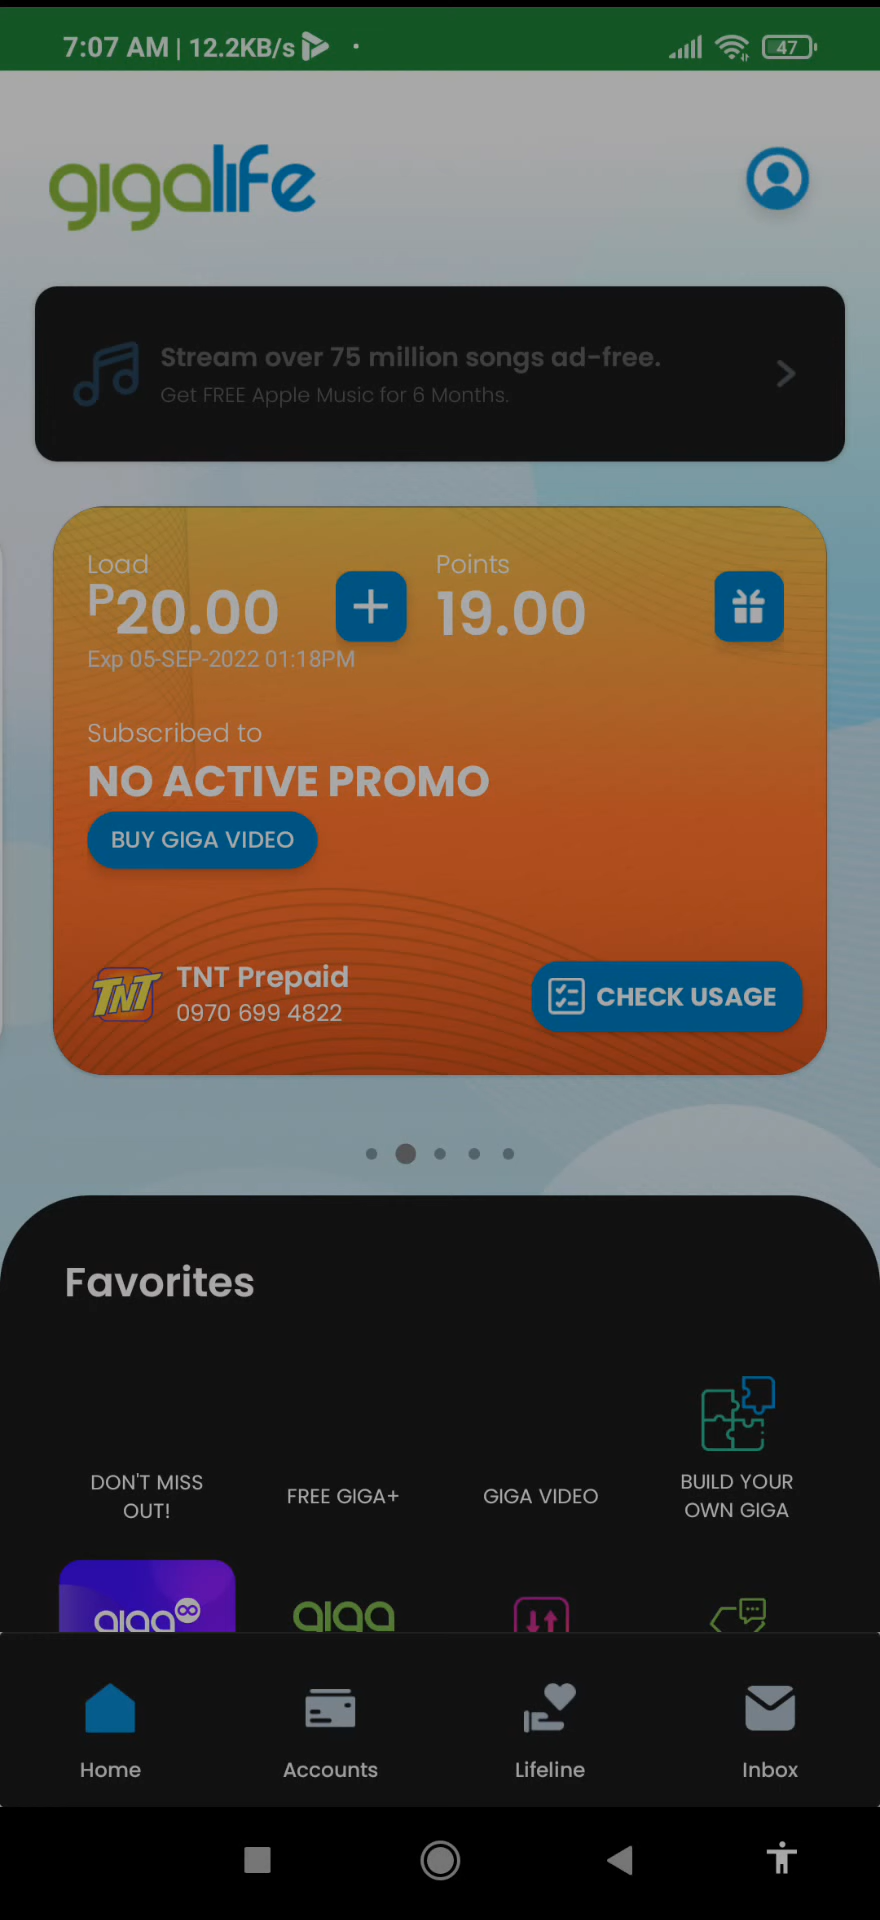 7:07 AM | 12.2KB/s
47
gigalife
Stream over 75 million songs ad-free.
Get FREE Apple Music for 6 Months.
Load
P20.00
Exp 05-SEP-2022 01:18PM
Points
19.00
Subscribed to
NO ACTIVE PROMO
BUY GIGA VIDEO
TNT
TNT Prepaid
0970 699 4822
CHECK USAGE
Favorites
DON'T MISS
OUT!
FREE GIGA+
GIGA VIDEO
BUILD YOUR
OWN GIGA
giga
giga
Home
Accounts
Lifeline
Inbox